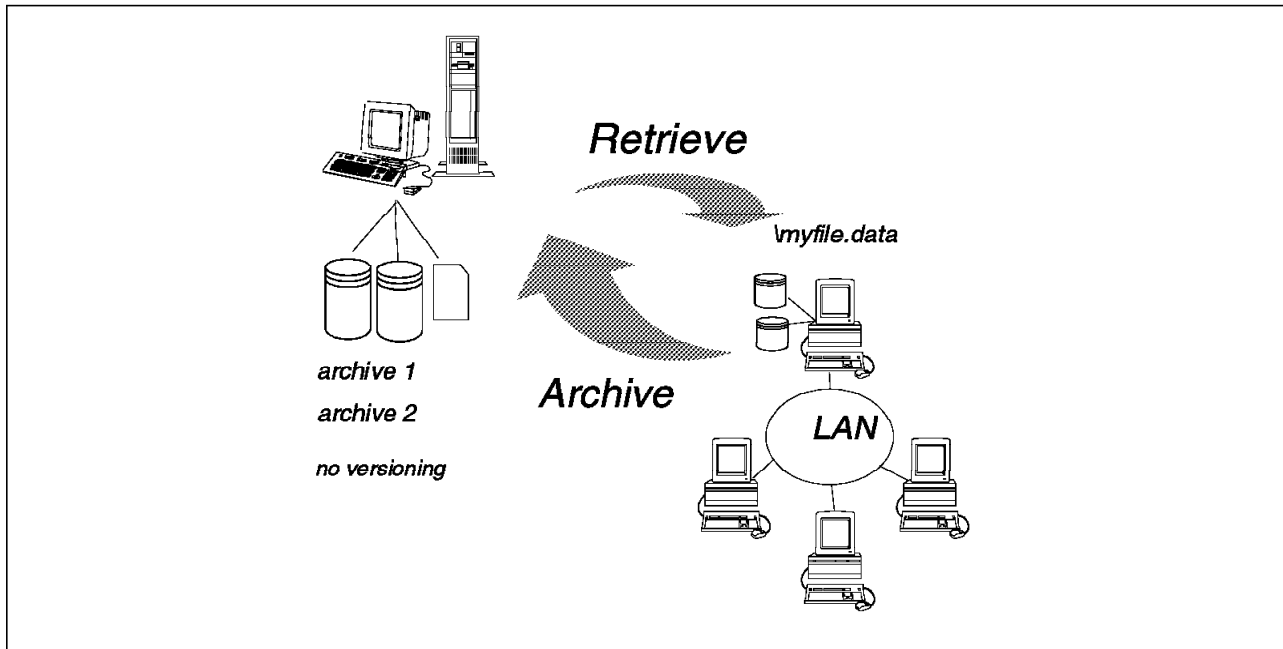 Retrieve
\myfile.data
archive 1
Archive
archive 2
LAN
no versioning